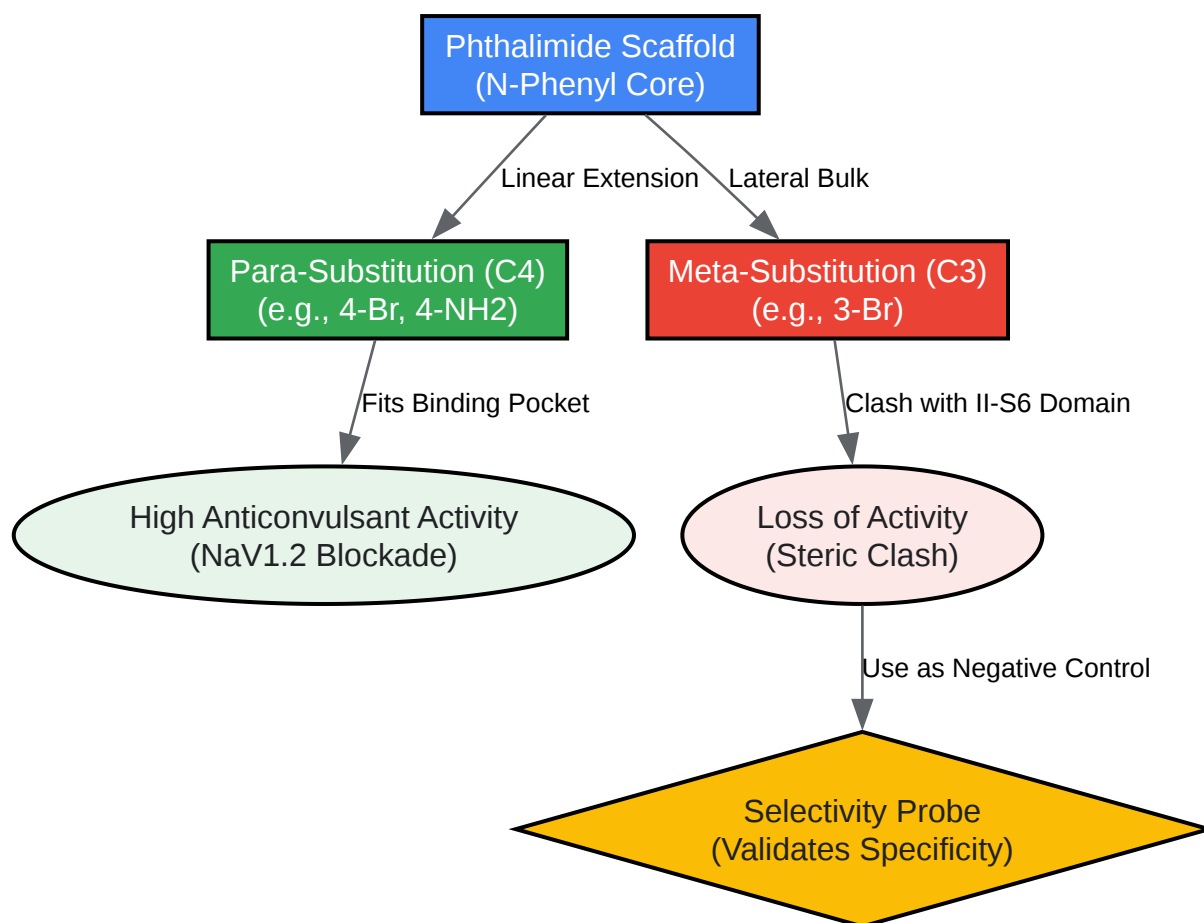 Phthalimide Scaffold
(N-Phenyl Core)
Linear Extension
Lateral Bulk
Para-Substitution (C4)
(e.g., 4-Br, 4-NH2)
Meta-Substitution (C3)
(e.g., 3-Br)
Fits Binding Pocket
Clash with II-S6 Domain
High Anticonvulsant Activity
(NaV1.2 Blockade)
Loss of Activity
(Steric Clash)
Use as Negative Control
Selectivity Probe
(Validates Specificity)